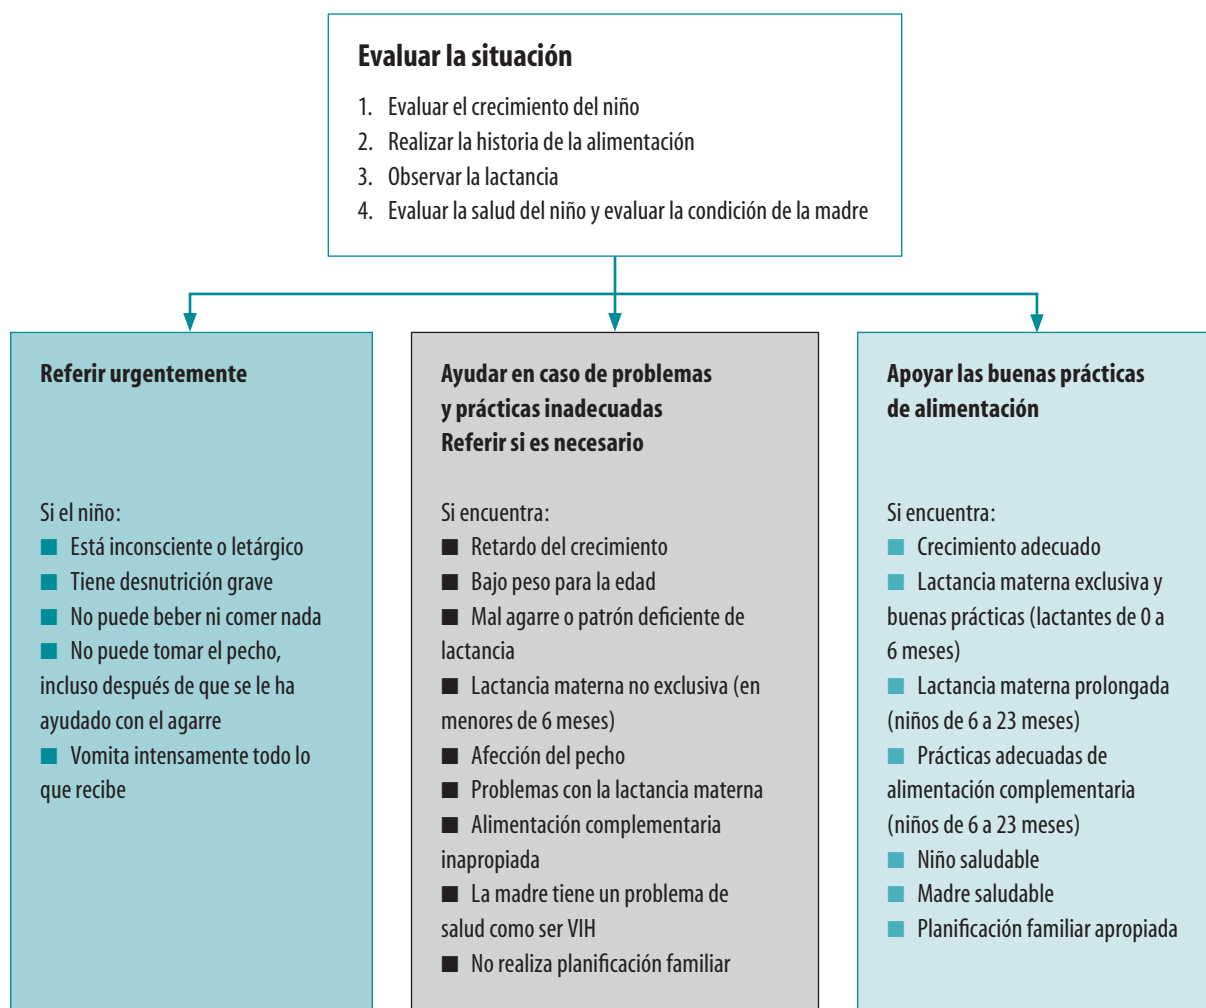 Evaluar la situación
1. Evaluar el crecimiento del niño
2. Realizar la historia de la alimentación
3. Observar la lactancia
4. Evaluar la salud del niño y evaluar la condición de la madre
Referir urgentemente
Si el niño:
■ Está inconsciente o letárgico
■ Tiene desnutrición grave
■ No puede beber ni comer nada
■ No puede tomar el pecho,
incluso después de que se le ha
ayudado con el agarre
■ Vomita intensamente todo lo
que recibe
Ayudar en caso de problemas
y prácticas inadecuadas
Referir si es necesario
Si encuentra:
■ Retardo del crecimiento
■ Bajo peso para la edad
■ Mal agarre o patrón deficiente de
lactancia
■ Lactancia materna no exclusiva (en
menores de 6 meses)
■ Afección del pecho
■ Problemas con la lactancia materna
■ Alimentación complementaria
inapropiada
■ La madre tiene un problema de
salud como ser VIH
■ No realiza planificación familiar
Apoyar las buenas prácticas
de alimentación
Si encuentra:
■ Crecimiento adecuado
■ Lactancia materna exclusiva y
buenas prácticas (lactantes de 0 a
6 meses)
■ Lactancia materna prolongada
(niños de 6 a 23 meses)
■ Prácticas adecuadas de
alimentación complementaria
(niños de 6 a 23 meses)
■ Niño saludable
■ Madre saludable
■ Planificación familiar apropiada